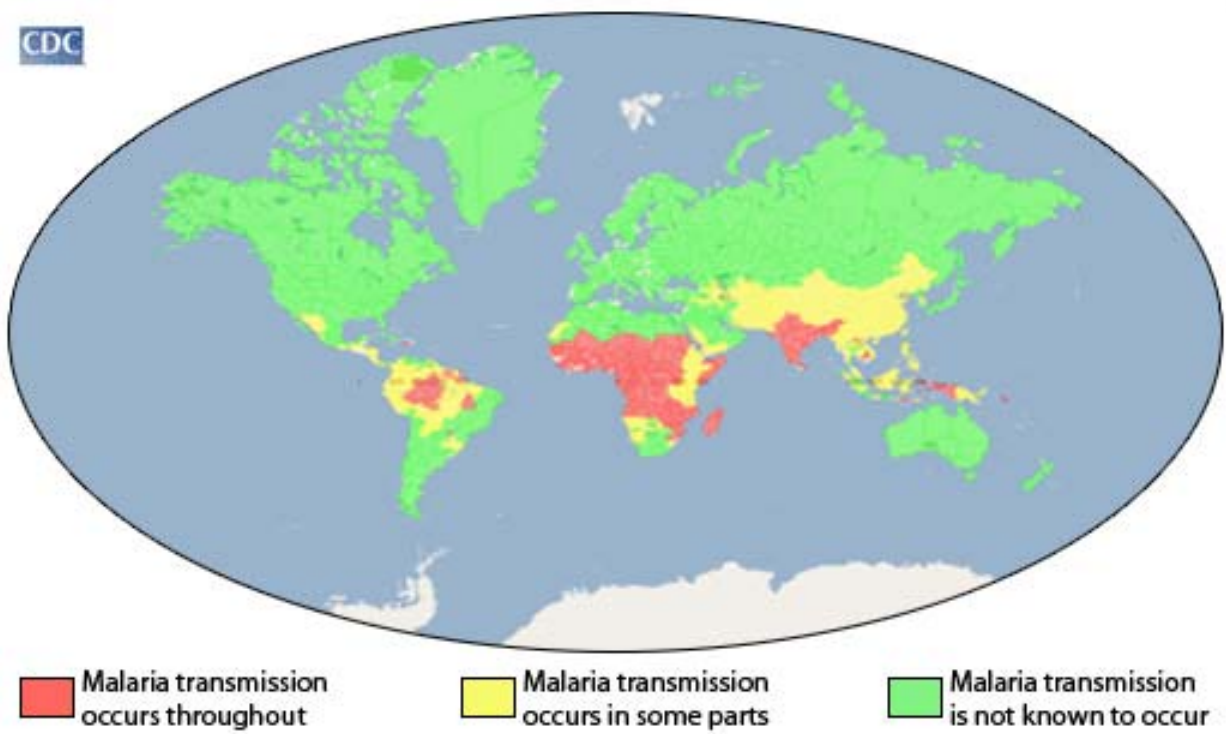 CDC
Malaria transmission
occurs throughout
Malaria transmission
occurs in some parts
Malaria transmission
is not known to occur